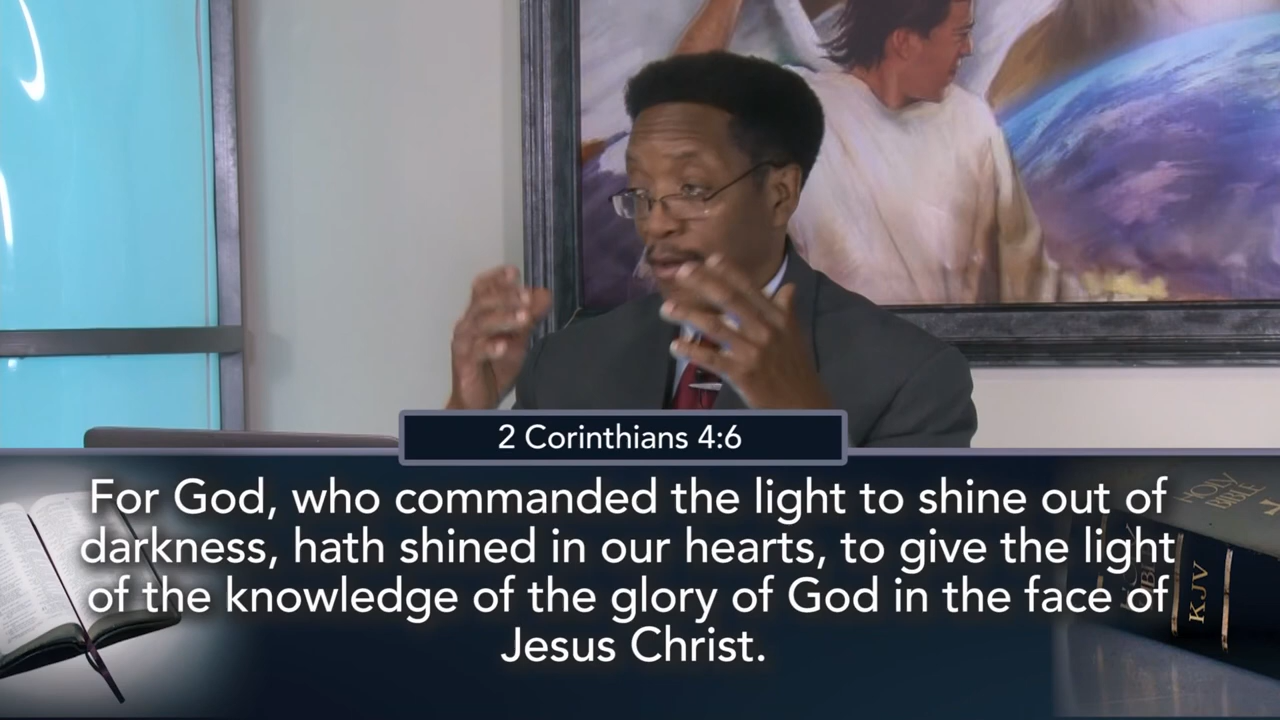 2 Corinthians 4:6
For God, who commanded the light to shine out of
darkness, hath shined in our hearts, to give the light
of the knowledge of the glory of God in the face of
Jesus Christ.
HOLY
BIBLE
KJV